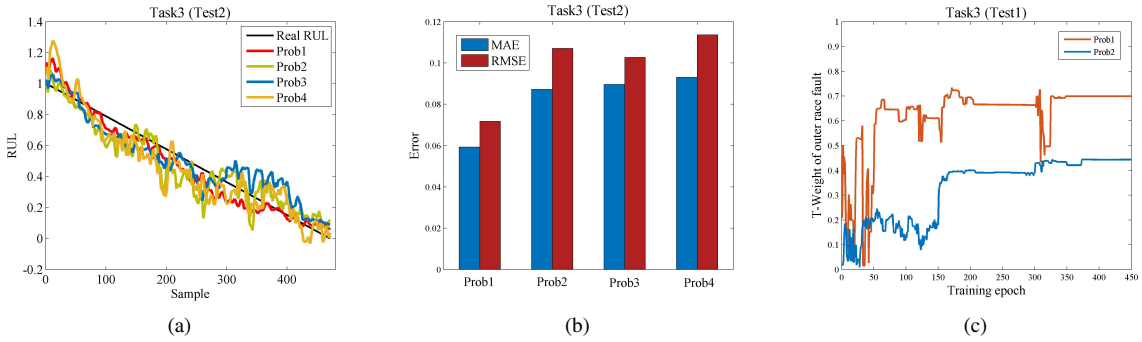 Task3 (Test2)
1.4
1.2
1
0.8
0.6
0.4
0.2
0
-0.2
RUL
0
100
200
300
400
Sample
Real RUL
Prob1
Prob2
Prob3
Prob4
(a)
Task3 (Test2)
0.12
0.1
0.08
0.06
0.04
0.02
0
Error
MAE
RMSE
Prob1
Prob2
Prob3
Prob4
(b)
Task3 (Test1)
1
0.9
0.8
0.7
0.6
0.5
0.4
0.3
0.2
0.1
0
T-Weight of outer race fault
0
50
100
150
200
250
300
350
400
450
Training epoch
Prob1
Prob2
(c)